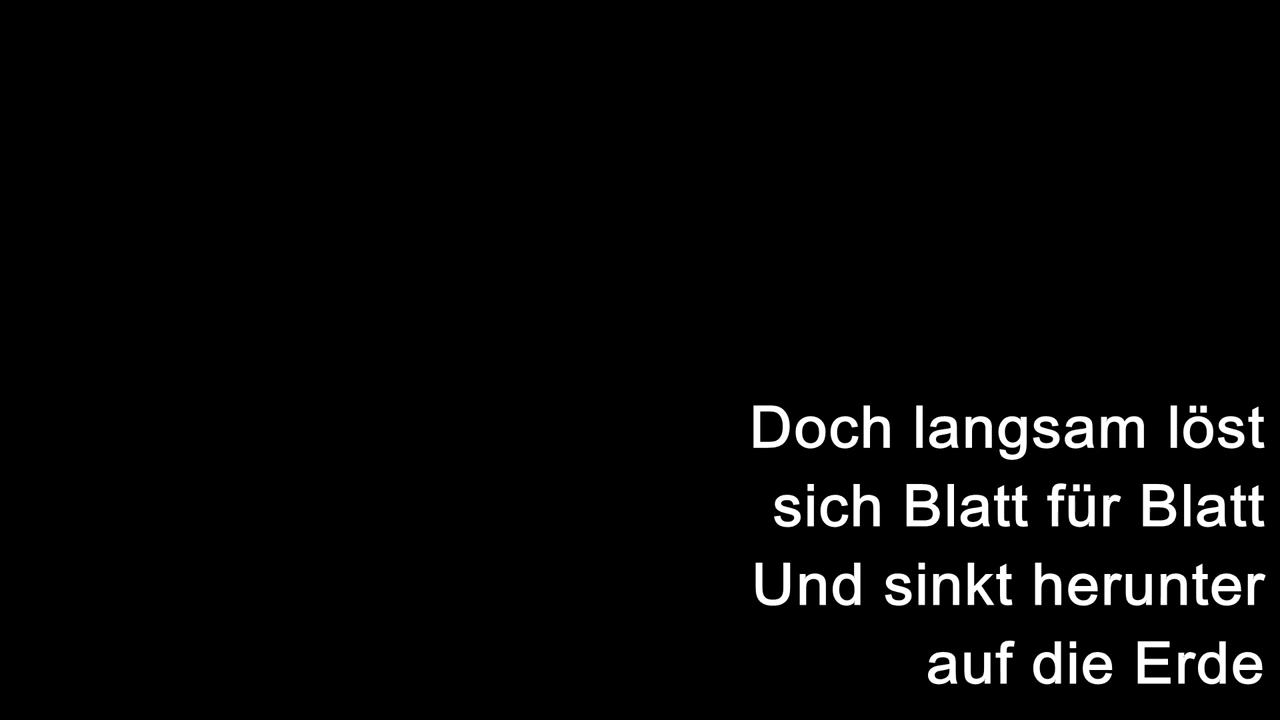 Doch langsam löst
sich Blatt für Blatt
Und sinkt herunter
auf die Erde